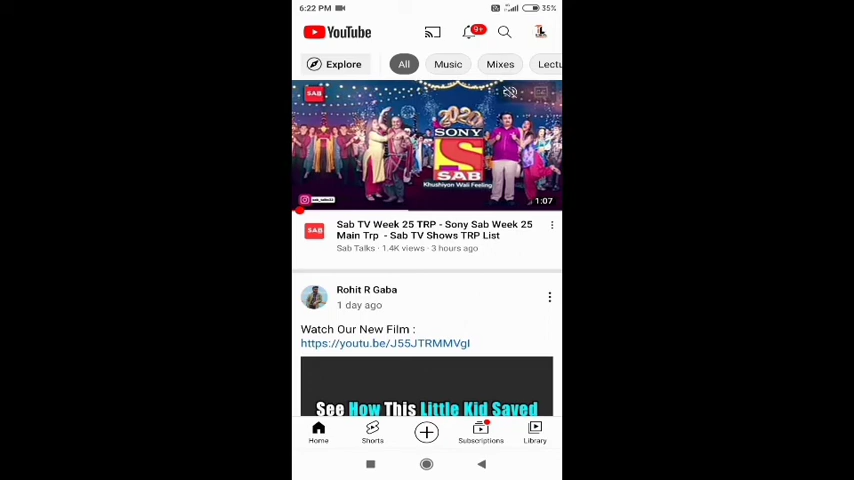 6:22 PM
35%
YouTube
9+
Explore
All
Music
Mixes
Lectu
SAB
2020
SONY
SAB
Khushiyon Wali Feeling
1:07
SAB
Sab TV Week 25 TRP - Sony Sab Week 25
Main Trp - Sab TV Shows TRP List
Sab Talks · 1.4K views · 3 hours ago
Rohit R Gaba
1 day ago
Watch Our New Film :
https://youtu.be/J55JTRMMVgI
See How This Little Kid Saved
Home
Shorts
Subscriptions
Library